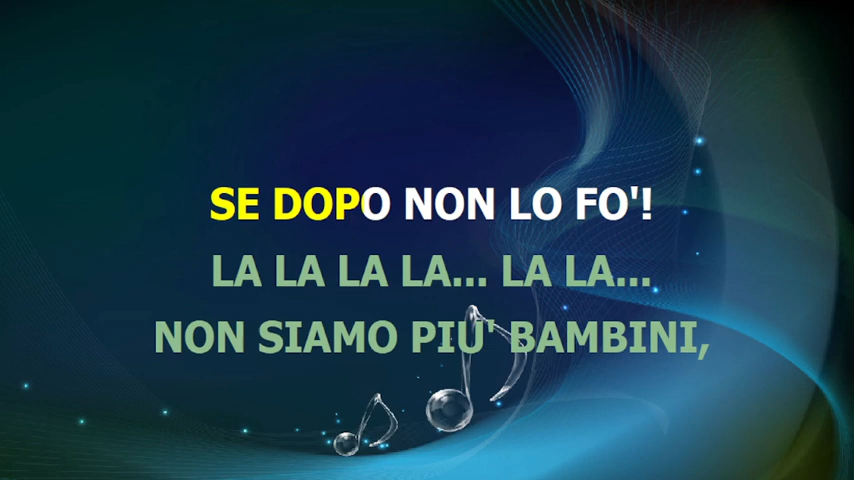 SE DOPO NON LO FO'!
LA LA LA LA... LA LA...
NON SIAMO PIU' BAMBINI,